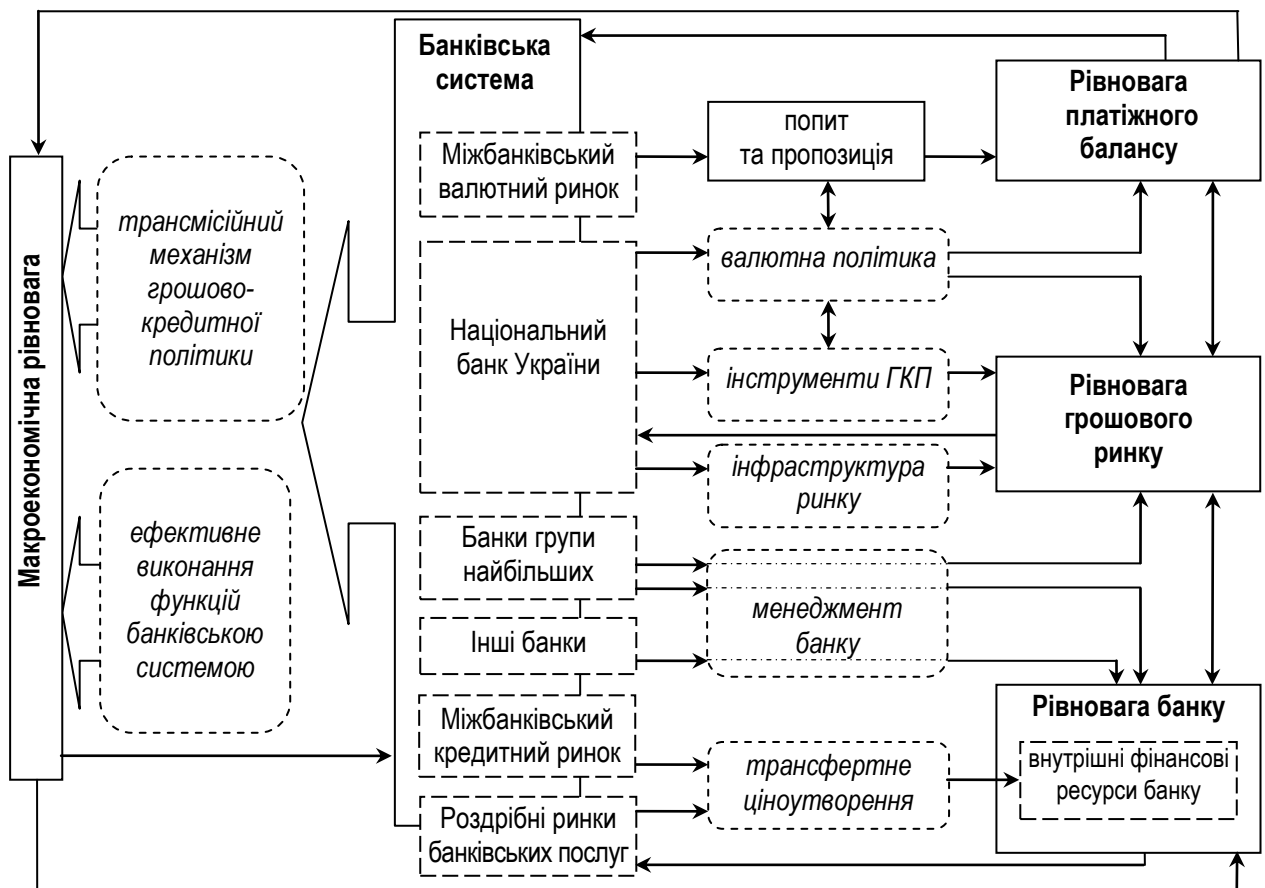 Банківська
система
Рівновага
платіжного
балансу
попит
та пропозиція
Міжбанківський
валютний ринок
Макроекономічна рівновага
трансмісійний
механізм
грошово-
кредитної
політики
валютна політика
Національний
банк України
інструменти ГКП
Рівновага
грошового
ринку
інфраструктура
ринку
ефективне
виконання
функцій
банківською
системою
Банки групи
найбільших
менеджмент
банку
Інші банки
Рівновага банку
Міжбанківський
кредитний ринок
внутрішні фінансові
ресурси банку
трансфертне
ціноутворення
Роздрібні ринки
банківських послуг